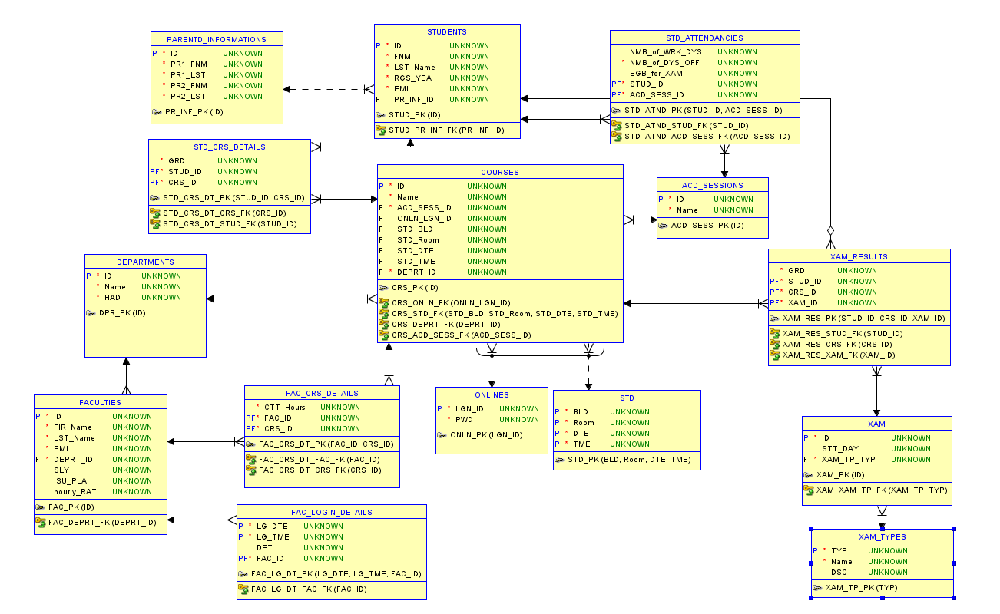 PARENTD_INFORMATIONS
P * ID UNKNOWN
* PR1_FNM UNKNOWN
* PR1_LST UNKNOWN
* PR2_FNM UNKNOWN
* PR2_LST UNKNOWN
PR_INF_PK (ID)
STUDENTS
P * ID UNKNOWN
* FNM UNKNOWN
* LST_Name UNKNOWN
* RGS_YEA UNKNOWN
* EML UNKNOWN
F PR_INF_ID UNKNOWN
STUD_PK (ID)
STUD_PR_INF_FK (PR_INF_ID)
STD_ATTENDANCIES
NMB_of_WRK_DYS UNKNOWN
* NMB_of_DYS_OFF UNKNOWN
EGB_for_XAM UNKNOWN
PF* STUD_ID UNKNOWN
PF* ACD_SESS_ID UNKNOWN
STD_ATND_PK (STUD_ID, ACD_SESS_ID)
STD_ATND_STUD_FK (STUD_ID)
STD_ATND_ACD_SESS_FK (ACD_SESS_ID)
STD_CRS_DETAILS
* GRD UNKNOWN
PF* STUD_ID UNKNOWN
PF* CRS_ID UNKNOWN
STD_CRS_DT_PK (STUD_ID, CRS_ID)
STD_CRS_DT_CRS_FK (CRS_ID)
STD_CRS_DT_STUD_FK (STUD_ID)
COURSES
P * ID UNKNOWN
* Name UNKNOWN
F * ACD_SESS_ID UNKNOWN
F ONLN_LGN_ID UNKNOWN
F STD_BLD UNKNOWN
F STD_Room UNKNOWN
F STD_DTE UNKNOWN
F STD_TME UNKNOWN
F * DEPRT_ID UNKNOWN
CRS_PK (ID)
CRS_ONLN_FK (ONLN_LGN_ID)
CRS_STD_FK (STD_BLD, STD_Room, STD_DTE, STD_TME)
CRS_DEPRT_FK (DEPRT_ID)
CRS_ACD_SESS_FK (ACD_SESS_ID)
ACD_SESSIONS
P * ID UNKNOWN
* Name UNKNOWN
ACD_SESS_PK (ID)
DEPARTMENTS
P * ID UNKNOWN
* Name UNKNOWN
* HAD UNKNOWN
DPR_PK (ID)
XAM_RESULTS
* GRD UNKNOWN
PF* STUD_ID UNKNOWN
PF* CRS_ID UNKNOWN
PF* XAM_ID UNKNOWN
XAM_RES_PK (STUD_ID, CRS_ID, XAM_ID)
XAM_RES_STUD_FK (STUD_ID)
XAM_RES_CRS_FK (CRS_ID)
XAM_RES_XAM_FK (XAM_ID)
FACULTIES
P * ID UNKNOWN
* FIR_Name UNKNOWN
* LST_Name UNKNOWN
* EML UNKNOWN
F * DEPRT_ID UNKNOWN
SLY UNKNOWN
ISU_PLA UNKNOWN
hourly_RAT UNKNOWN
FAC_PK (ID)
FAC_DEPRT_FK (DEPRT_ID)
FAC_CRS_DETAILS
* CTT_Hours UNKNOWN
PF* FAC_ID UNKNOWN
PF* CRS_ID UNKNOWN
FAC_CRS_DT_PK (FAC_ID, CRS_ID)
FAC_CRS_DT_FAC_FK (FAC_ID)
FAC_CRS_DT_CRS_FK (CRS_ID)
ONLINES
P * LGN_ID UNKNOWN
* PWD UNKNOWN
ONLN_PK (LGN_ID)
STD
P * BLD UNKNOWN
P * Room UNKNOWN
P * DTE UNKNOWN
P * TME UNKNOWN
STD_PK (BLD, Room, DTE, TME)
XAM
P * ID UNKNOWN
STT_DAY UNKNOWN
F * XAM_TP_TYP UNKNOWN
XAM_PK (ID)
XAM_XAM_TP_FK (XAM_TP_TYP)
FAC_LOGIN_DETAILS
P * LG_DTE UNKNOWN
P * LG_TME UNKNOWN
DET UNKNOWN
PF* FAC_ID UNKNOWN
FAC_LG_DT_PK (LG_DTE, LG_TME, FAC_ID)
FAC_LG_DT_FAC_FK (FAC_ID)
XAM_TYPES
P * TYP UNKNOWN
* Name UNKNOWN
DSC UNKNOWN
XAM_TP_PK (TYP)